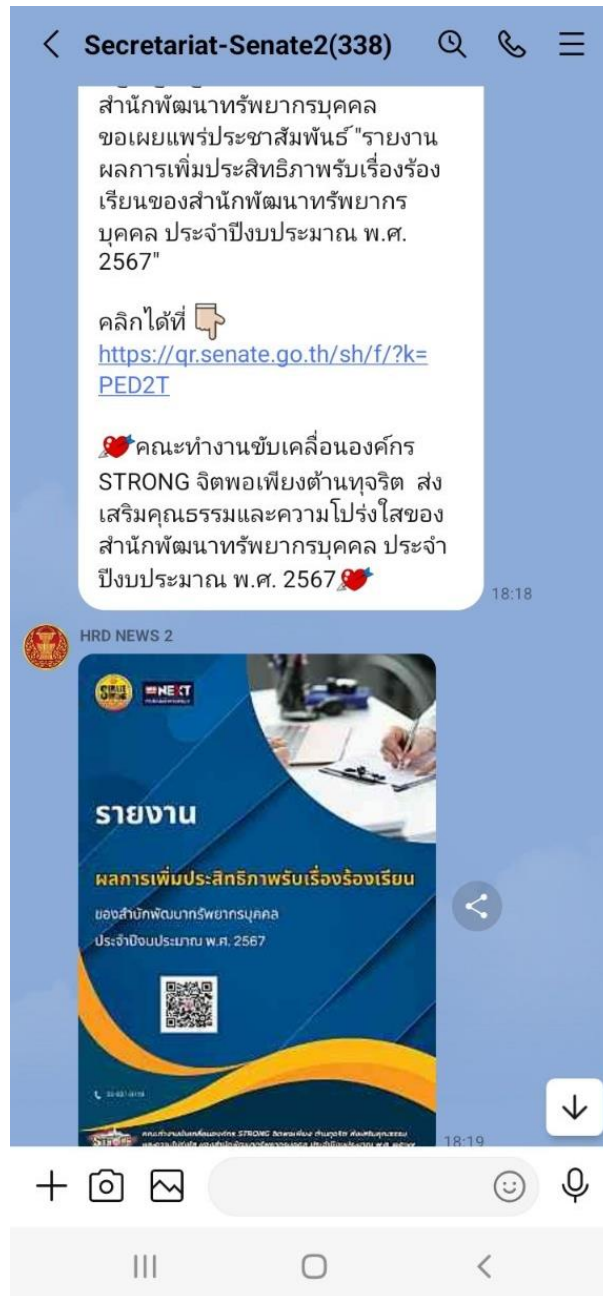 Secretariat-Senate2(338)
สำนักพัฒนาทรัพยากรบุคคล
ขอเผยแพร่ประชาสัมพันธ์ "รายงาน
ผลการเพิ่มประสิทธิภาพรับเรื่องร้อง
เรียนของสำนักพัฒนาทรัพยากร
บุคคล ประจำปีงบประมาณ พ.ศ.
2567"
คลิกได้ที่ 👇
https://qr.senate.go.th/sh/f/?k=
PED2T
💘คณะทำงานขับเคลื่อนองค์กร
STRONG จิตพอเพียงต้านทุจริต ส่ง
เสริมคุณธรรมและความโปร่งใสของ
สำนักพัฒนาทรัพยากรบุคคล ประจำ
ปีงบประมาณ พ.ศ. 2567💘
18:18
HRD NEWS 2
NEXT
รายงาน
ผลการเพิ่มประสิทธิภาพรับเรื่องร้องเรียน
ของสำนักพัฒนาทรัพยากรบุคคล
ประจำปีงบประมาณ พ.ศ. 2567
18:19